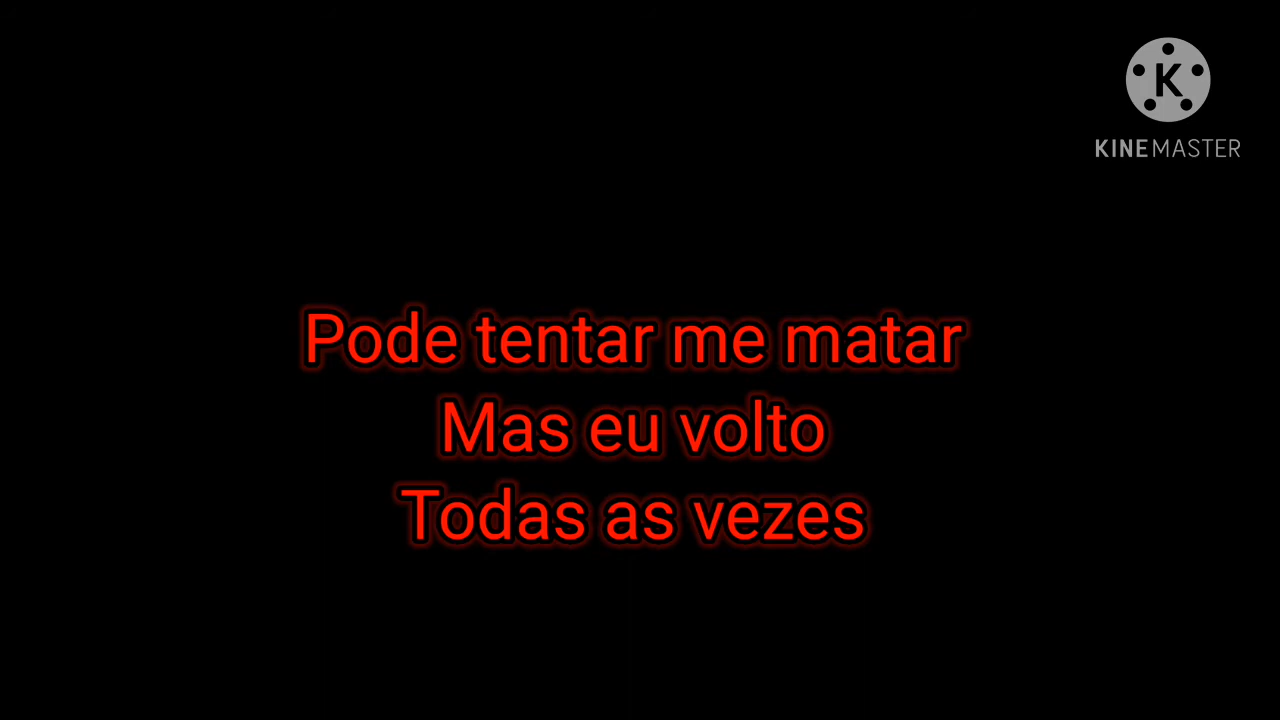 K
KINEMASTER
Pode tentar me matar
Mas eu volto
Todas as vezes